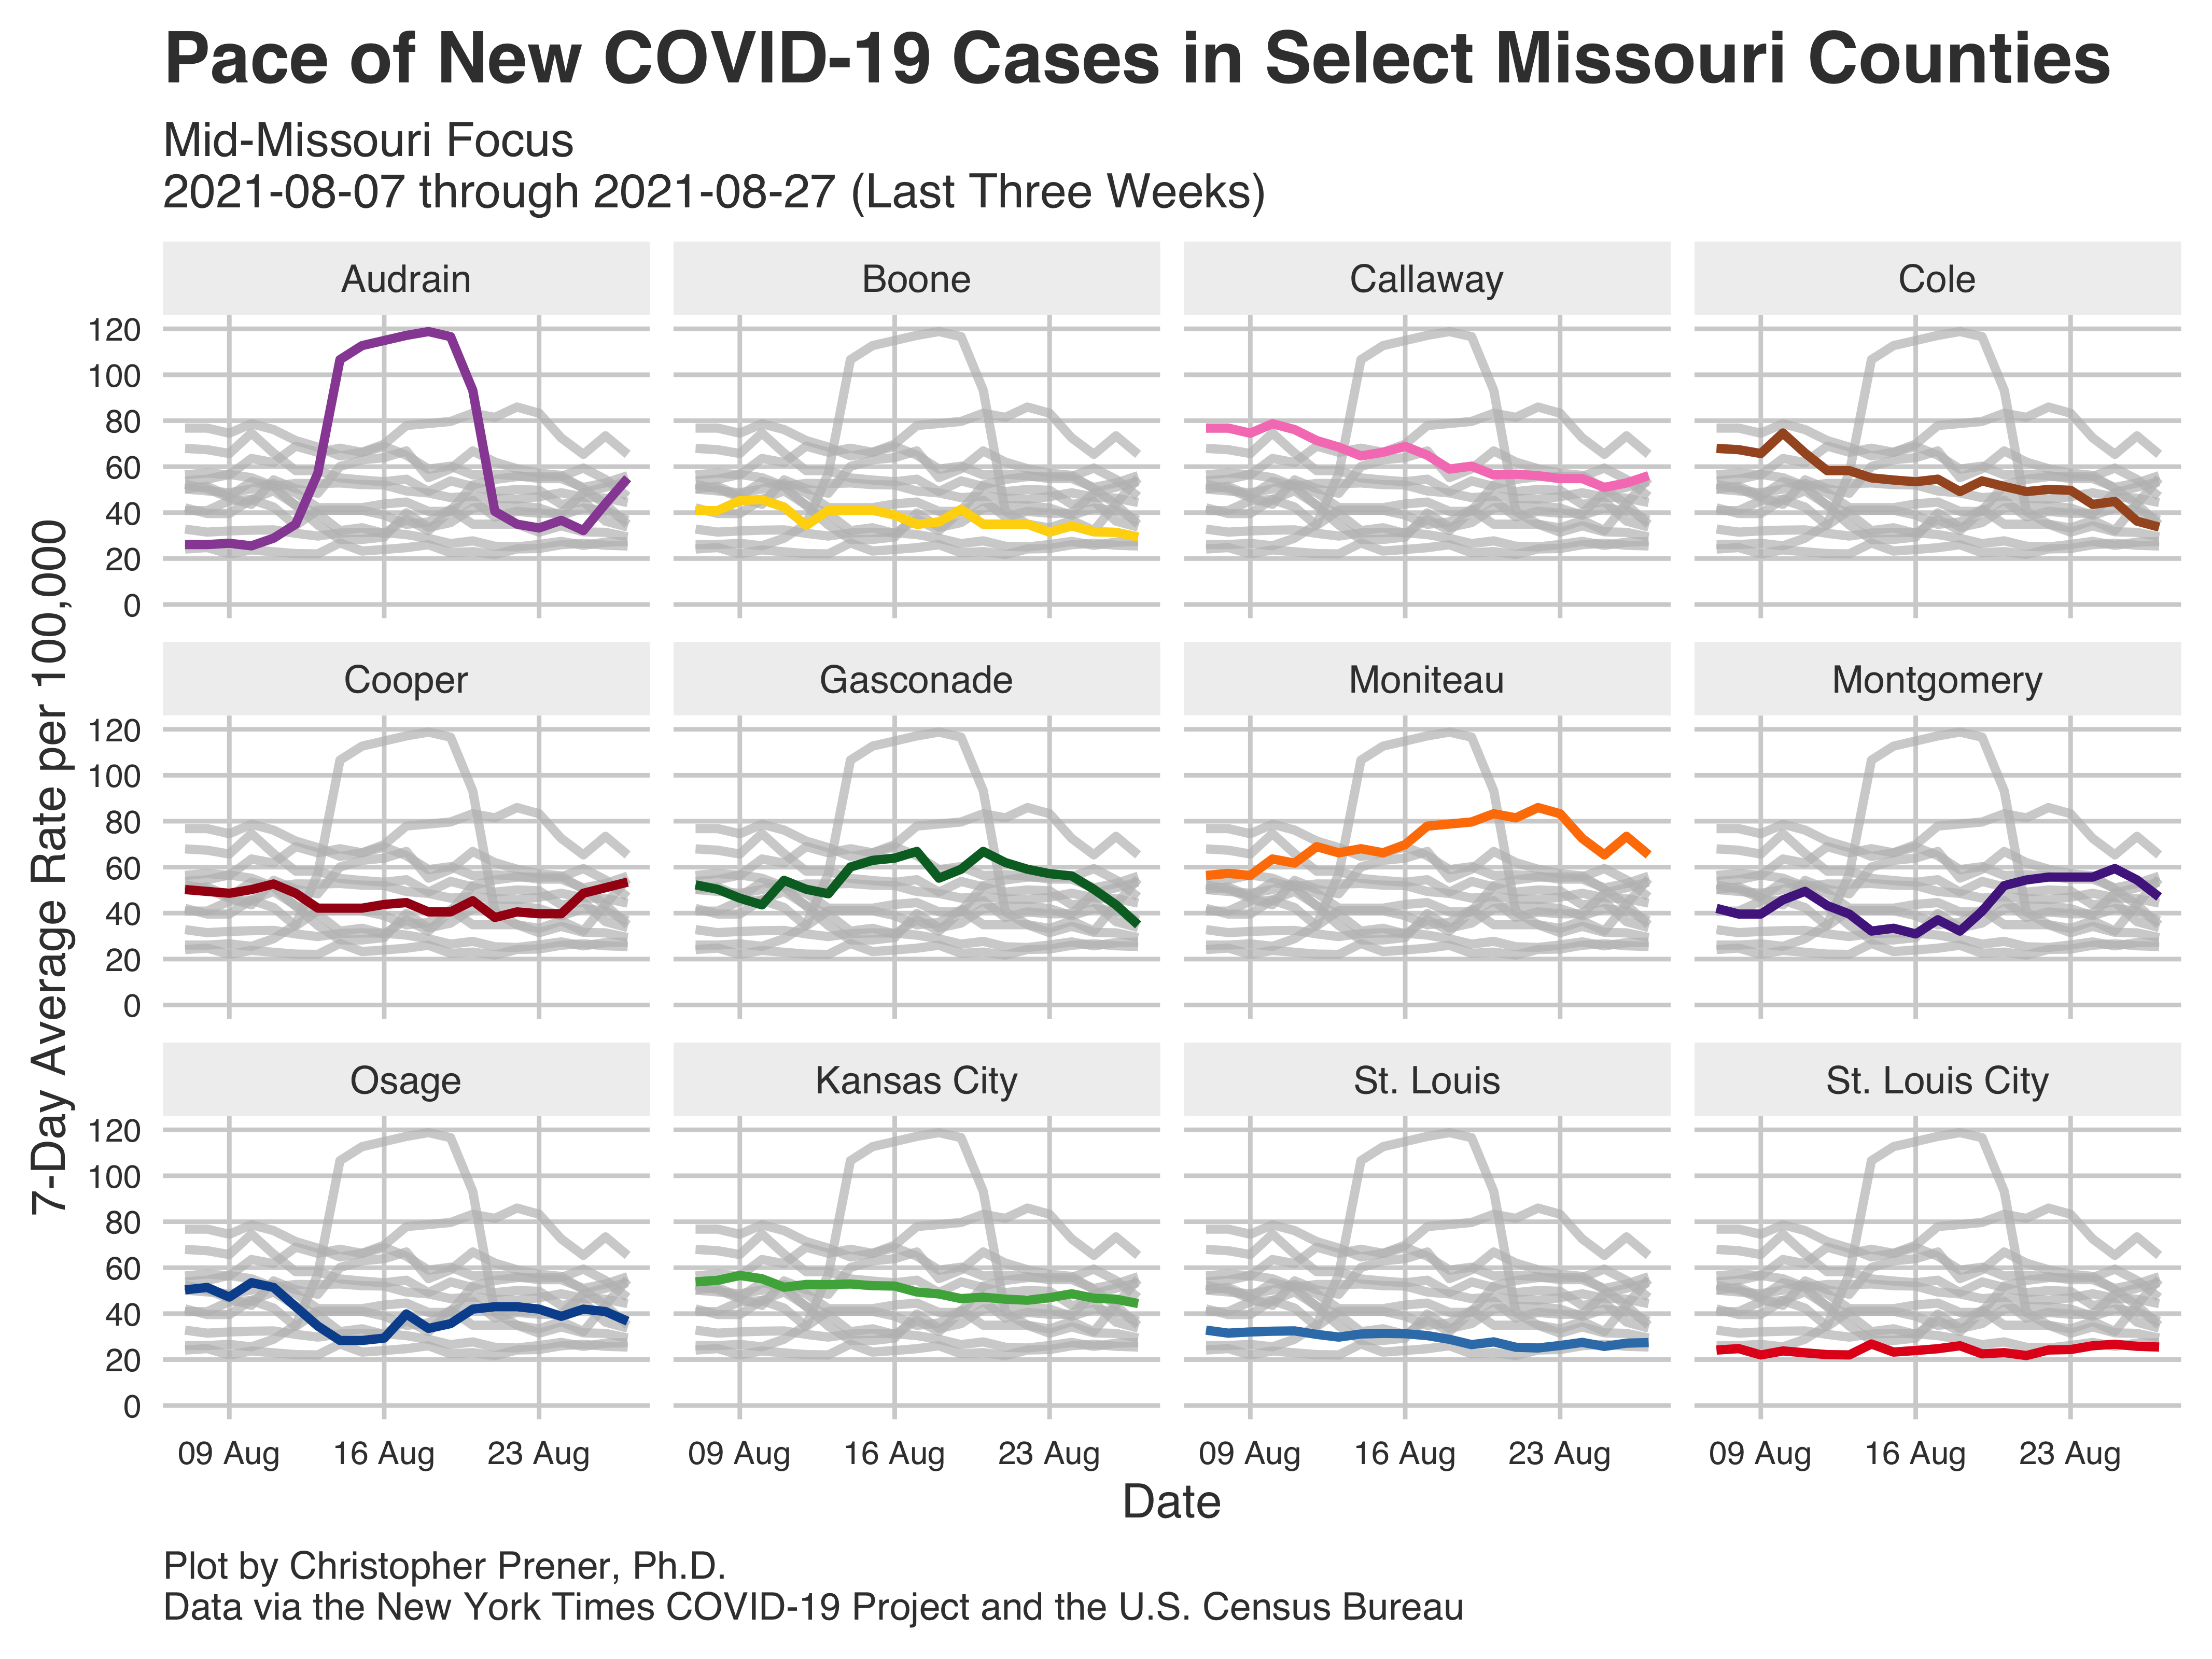 Pace of New COVID-19 Cases in Select Missouri Counties
Mid-Missouri Focus
2021-08-07 through 2021-08-27 (Last Three Weeks)
7-Day Average Rate per 100,000
Audrain
Boone
Callaway
Cole
120
100
80
60
40
20
0
Cooper
Gasconade
Moniteau
Montgomery
120
100
80
60
40
20
0
Osage
Kansas City
St. Louis
St. Louis City
120
100
80
60
40
20
0
09 Aug 16 Aug 23 Aug
09 Aug 16 Aug 23 Aug
09 Aug 16 Aug 23 Aug
09 Aug 16 Aug 23 Aug
Date
Plot by Christopher Prener, Ph.D.
Data via the New York Times COVID-19 Project and the U.S. Census Bureau